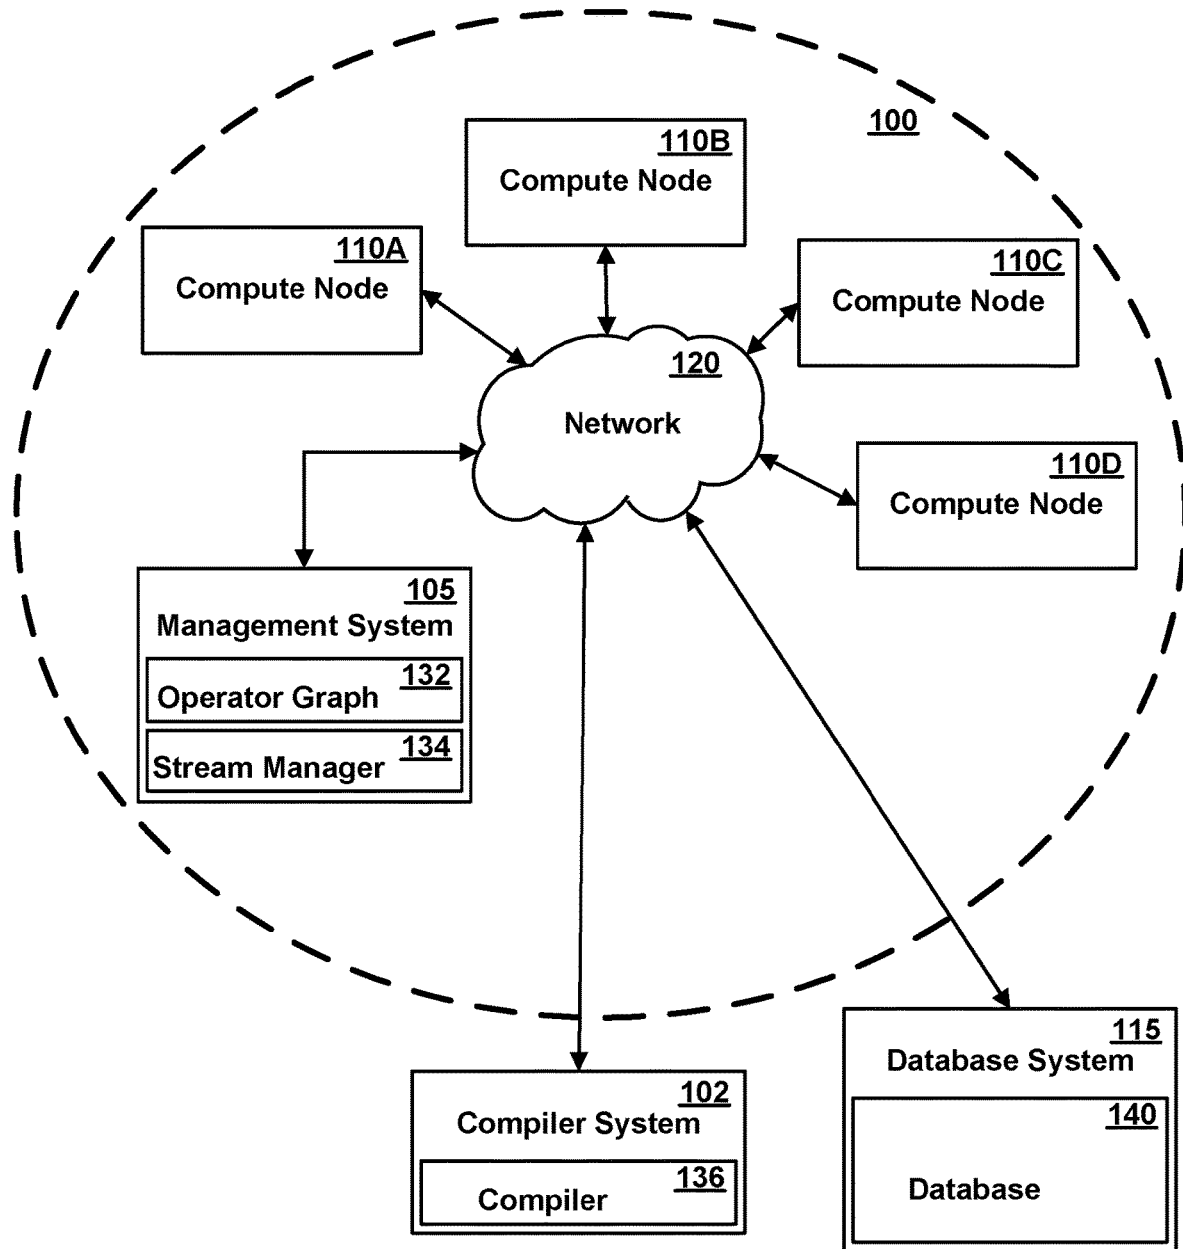 100
110B
Compute Node
110A
Compute Node
110C
Compute Node
120
Network
110D
Compute Node
105
Management System
132
Operator Graph
134
Stream Manager
115
Database System
140
Database
102
Compiler System
136
Compiler